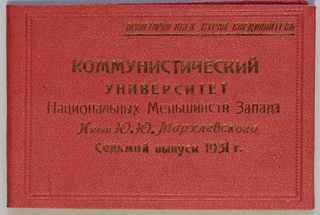 ПРОЛЕТАРИИ ВСЕХ СТРАН СОЕДИНЯЙТЕСЬ
КОММУНИСТИЧЕСКИЙ
УНИВЕРСИТЕТ
Национальных Меньшинств Запада
Имени Ю.Ю. Мархлевского
Седьмой выпуск 1931 г.